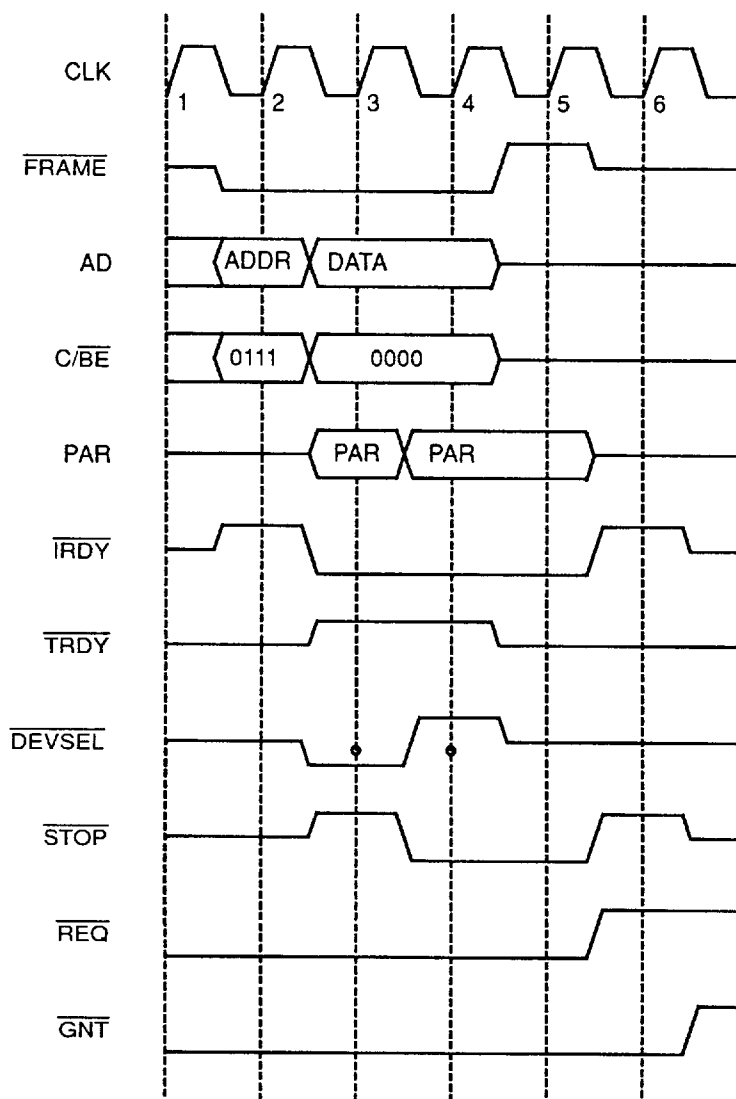 CLK
1 2 3 4 5 6
FRAME
AD ADDR DATA
C/BE 0111 0000
PAR PAR PAR
IRDY
TRDY
DEVSEL
STOP
REQ
GNT